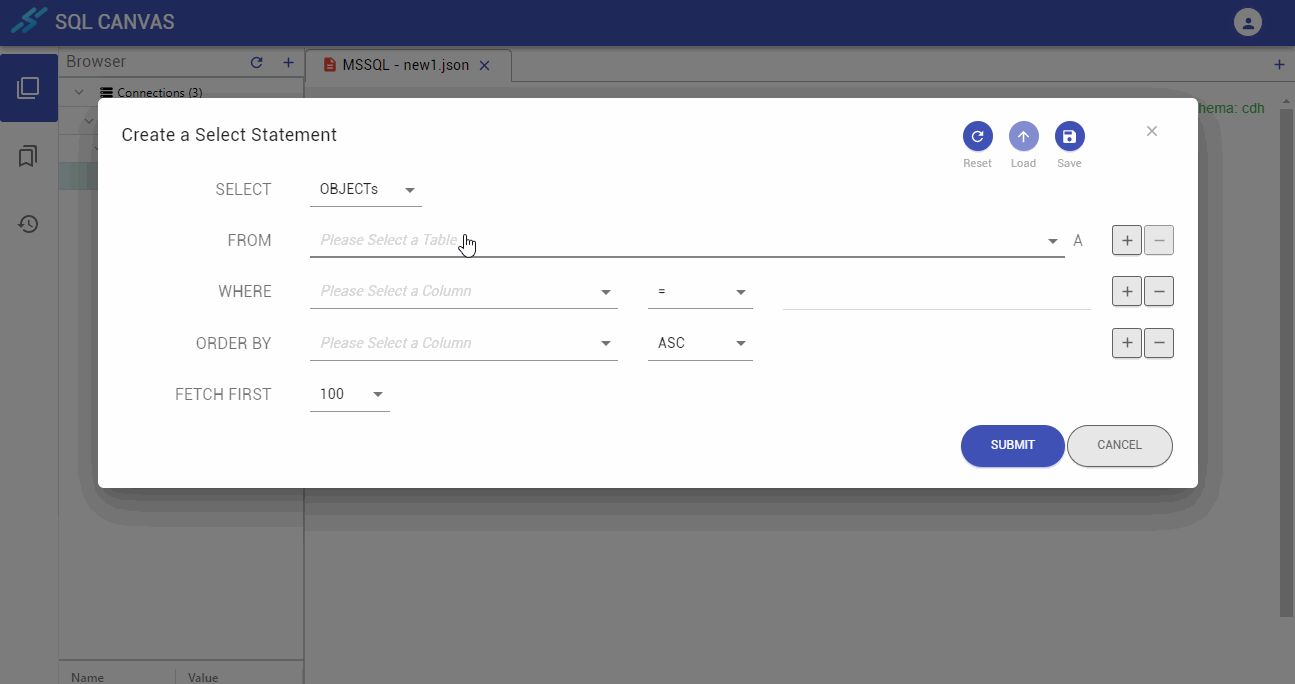 SQL CANVAS
Browser
MSSQL - new1.json
Connections (3)
hema: cdh
Create a Select Statement
Reset
Load
Save
SELECT
OBJECTs
FROM
Please Select a Table
A
WHERE
Please Select a Column
=
ORDER BY
Please Select a Column
ASC
FETCH FIRST
100
SUBMIT
CANCEL
Name
Value